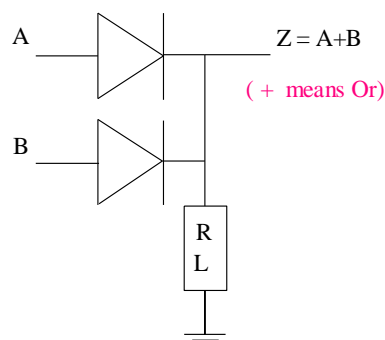 A
Z = A+B
( + means Or)
B
R
L